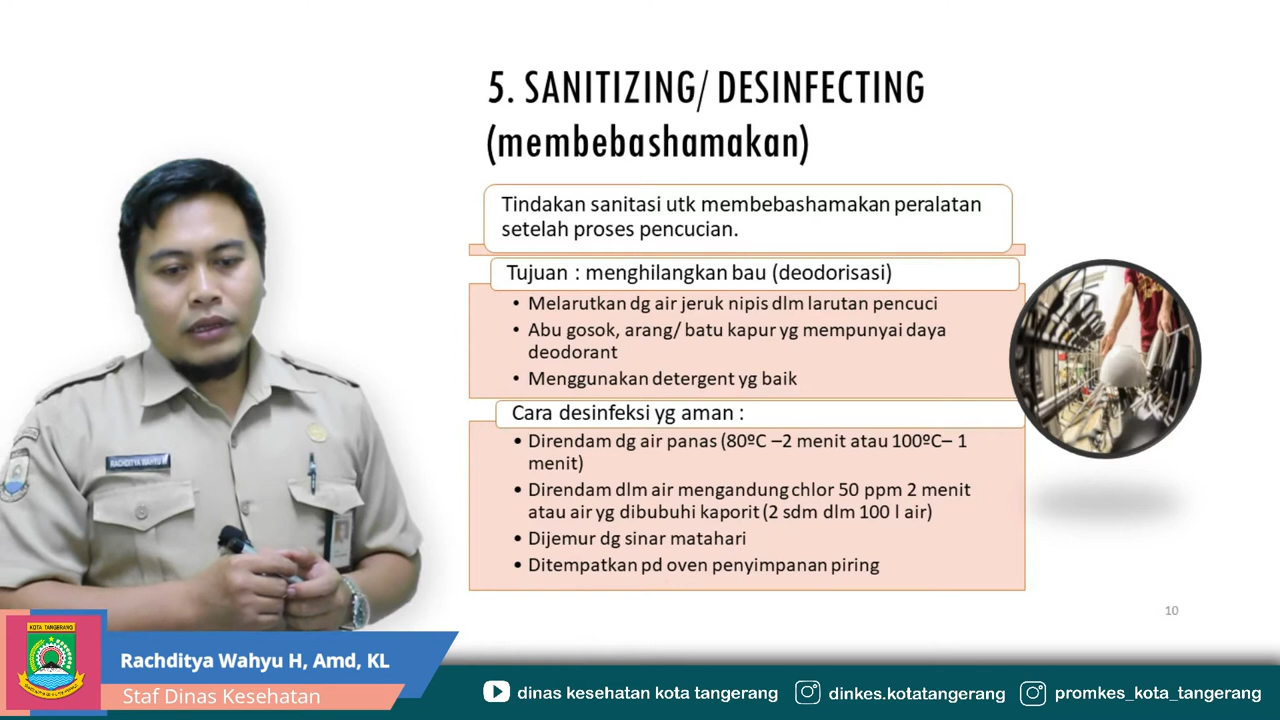 5. SANITIZING/ DESINFECTING
(membebashamakan)
Tindakan sanitasi utk membebashamakan peralatan
setelah proses pencucian.
Tujuan : menghilangkan bau (deodorisasi)
• Melarutkan dg air jeruk nipis dlm larutan pencuci
• Abu gosok, arang/ batu kapur yg mempunyai daya
deodorant
• Menggunakan detergent yg baik
Cara desinfeksi yg aman :
• Direndam dg air panas (80ºC –2 menit atau 100ºC– 1
menit)
• Direndam dlm air mengandung chlor 50 ppm 2 menit
atau air yg dibubuhi kaporit (2 sdm dlm 100 l air)
• Dijemur dg sinar matahari
• Ditempatkan pd oven penyimpanan piring
10
RACHDITYA WAHYU H
KOTA TANGERANG
Rachditya Wahyu H, Amd, KL
Staf Dinas Kesehatan
dinas kesehatan kota tangerang
dinkes.kotatangerang
promkes_kota_tangerang